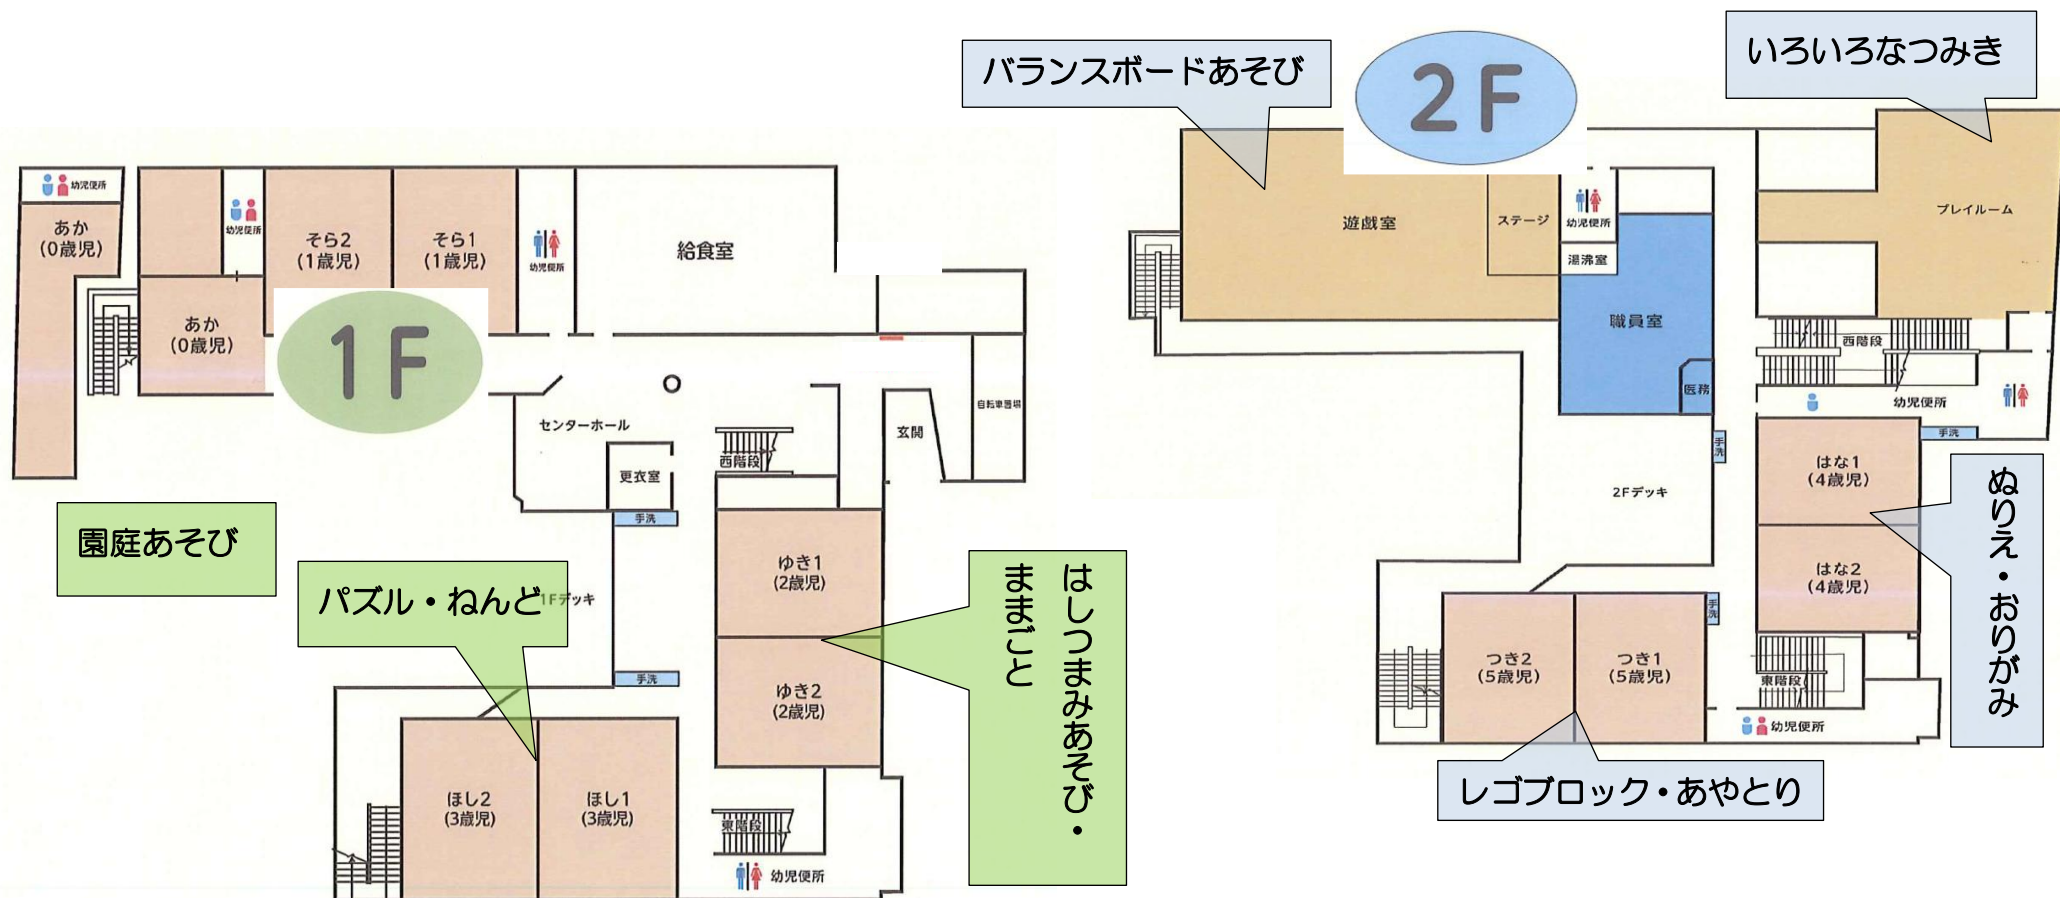 1F
幼児便所
あか
(0歳児)
幼児便所
あか
(0歳児)
そら2
(1歳児)
そら1
(1歳児)
幼児便所
給食室
センターホール
更衣室
手洗
西階段
玄関
自転車置場
園庭あそび
パズル・ねんど
1Fデッキ
手洗
ゆき1
(2歳児)
ゆき2
(2歳児)
はしつまみあそび・
ままごと
ほし2
(3歳児)
ほし1
(3歳児)
東階段
幼児便所
2F
バランスボードあそび
いろいろなつみき
遊戯室
ステージ
幼児便所
湯沸室
職員室
医務
プレイルーム
西階段
幼児便所
手洗
手洗
2Fデッキ
はな1
(4歳児)
はな2
(4歳児)
ぬりえ・おりがみ
手洗
つき2
(5歳児)
つき1
(5歳児)
東階段
幼児便所
レゴブロック・あやとり